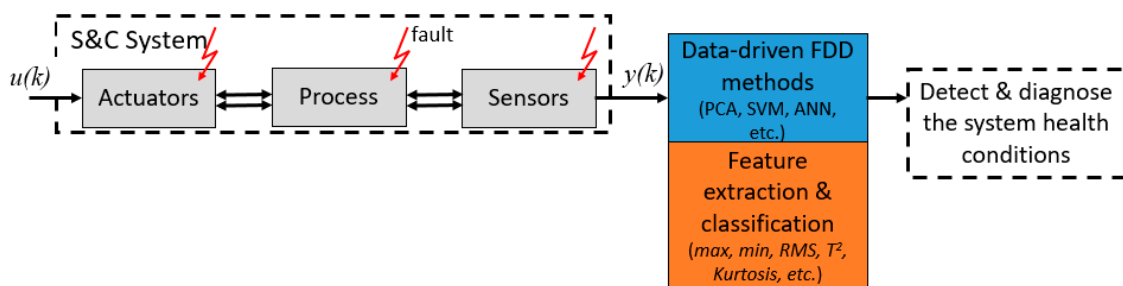 S&C System
fault
u(k)
Actuators
Process
Sensors
y(k)
Data-driven FDD
methods
(PCA, SVM, ANN,
etc.)
Feature
extraction &
classification
(max, min, RMS, T²,
Kurtosis, etc.)
Detect & diagnose
the system health
conditions